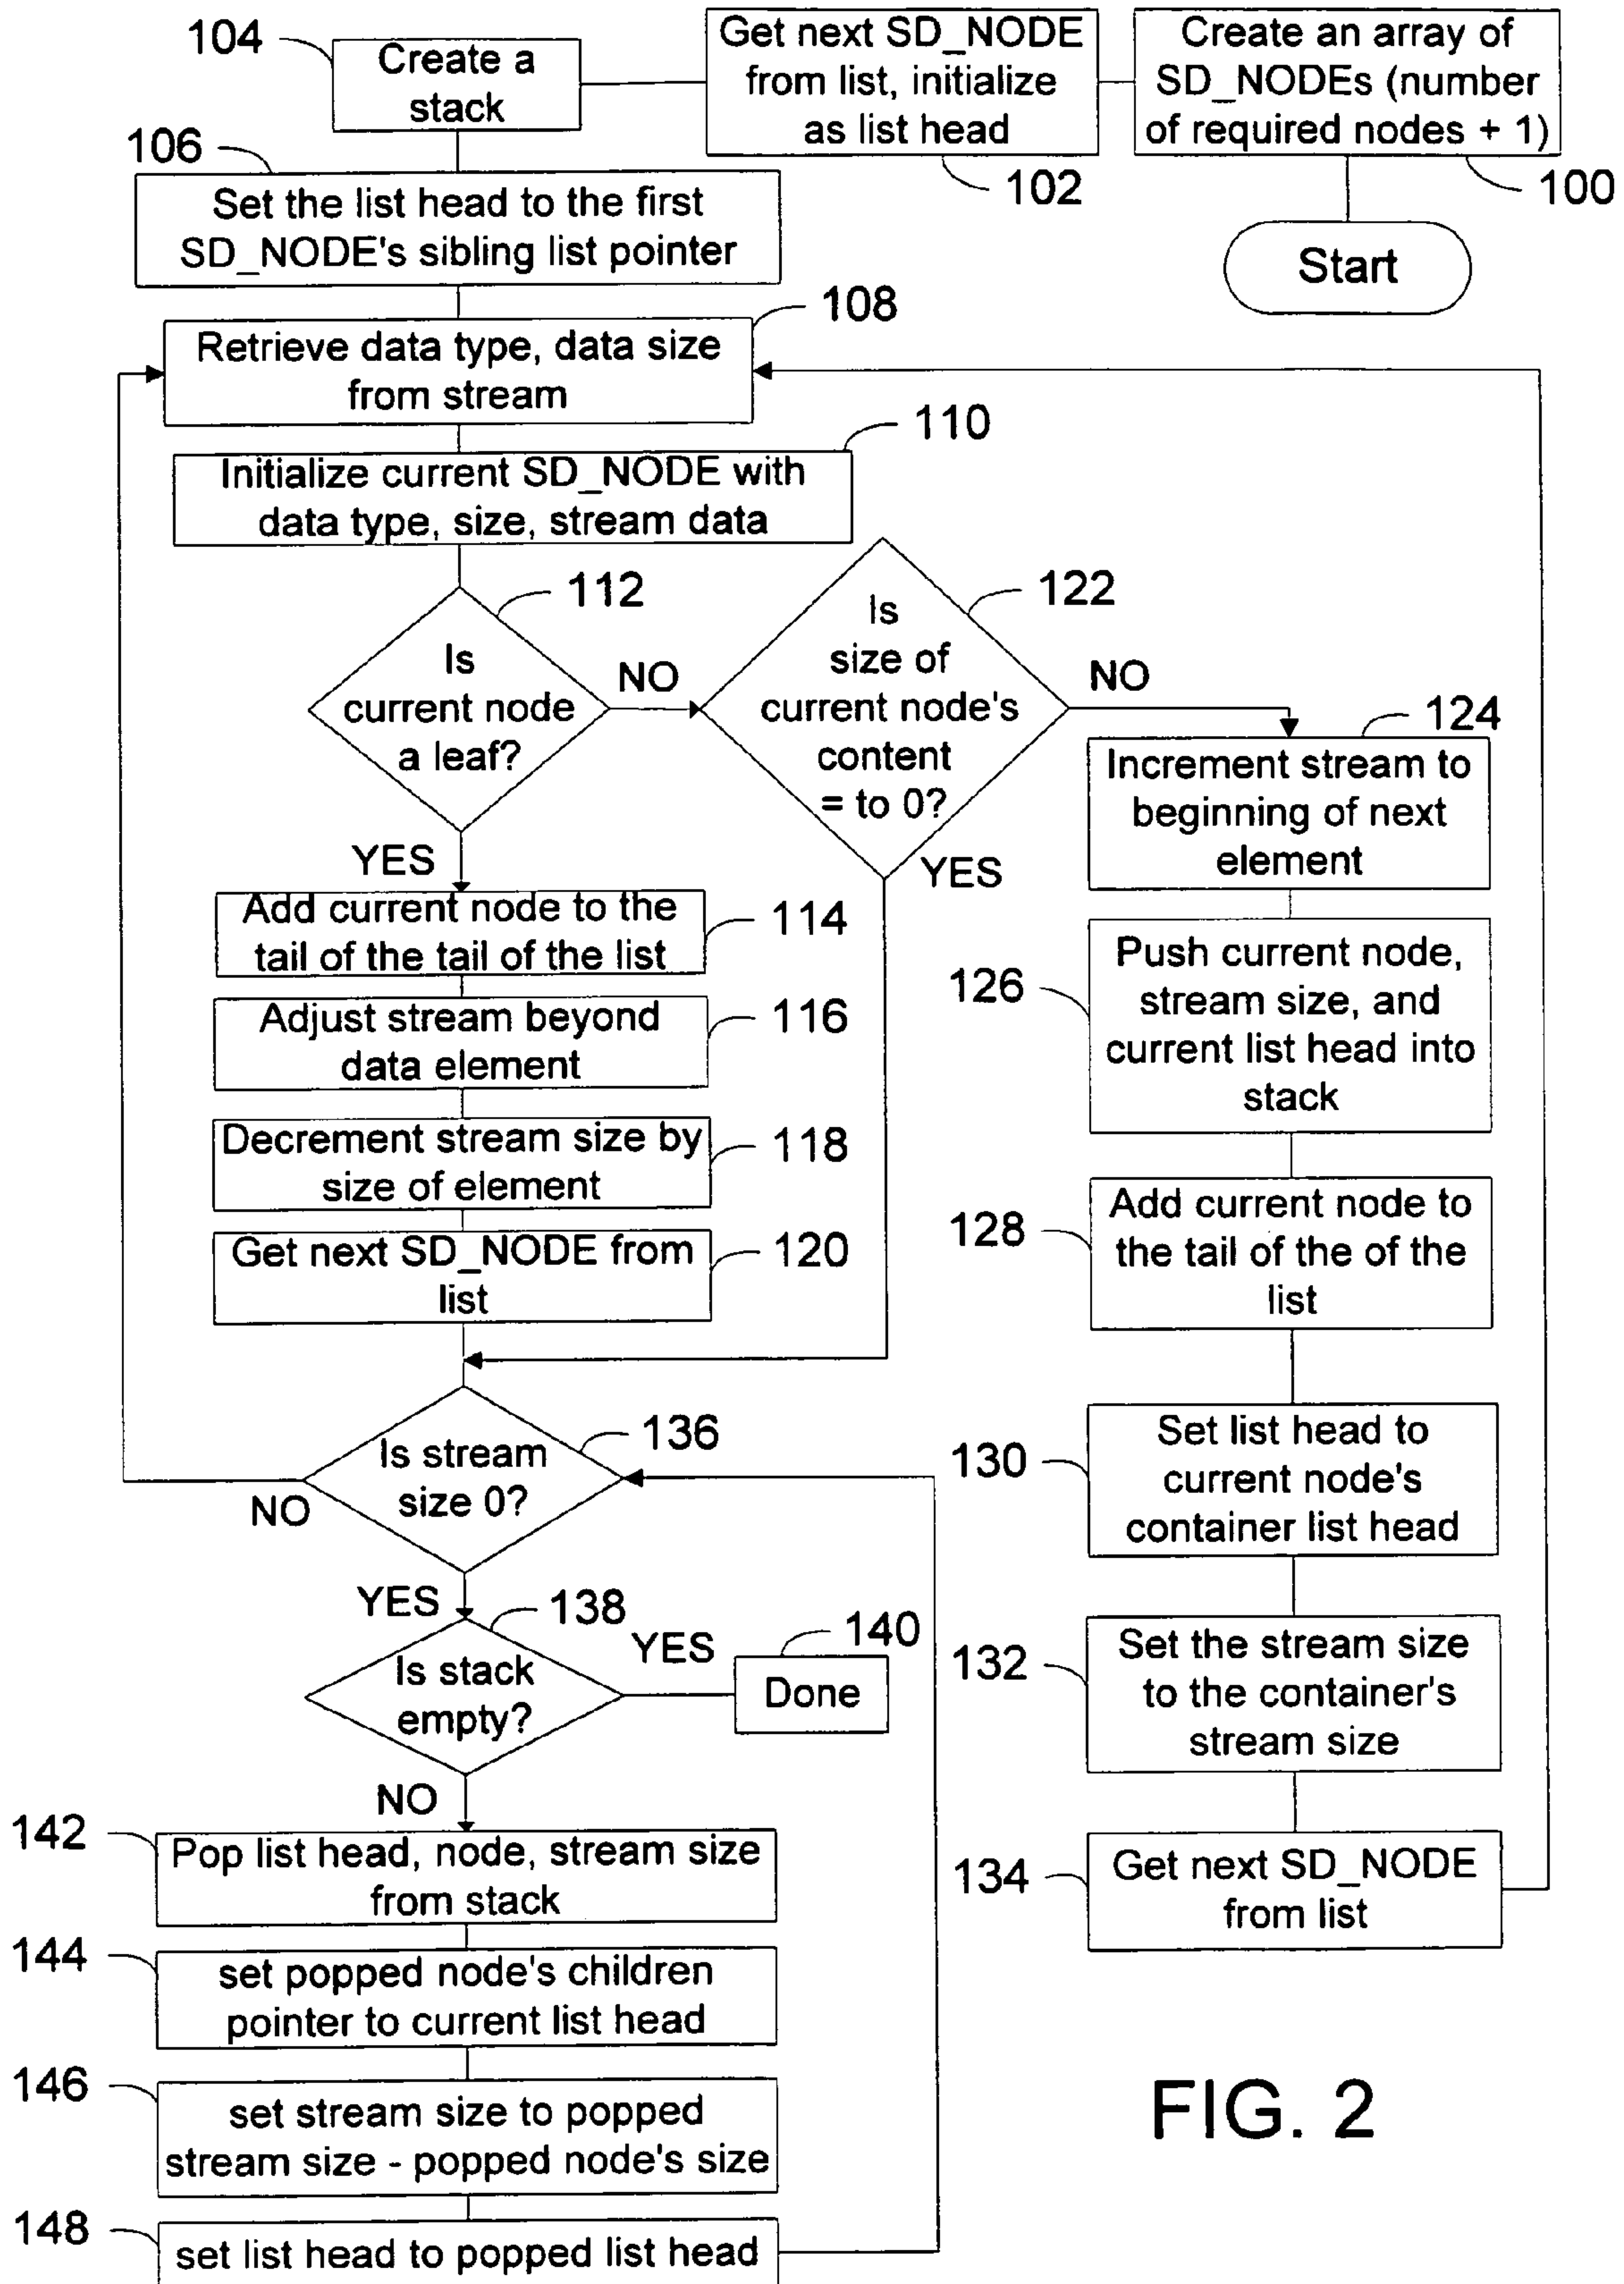 104
Create a
stack
Get next SD_NODE
from list, initialize
as list head
102
Create an array of
SD_NODEs (number
of required nodes + 1)
100
Start
106
Set the list head to the first
SD_NODE's sibling list pointer
108
Retrieve data type, data size
from stream
110
Initialize current SD_NODE with
data type, size, stream data
112
Is
current node
a leaf?
NO
YES
122
Is
size of
current node's
content
= to 0?
NO
YES
114
Add current node to the
tail of the tail of the list
116
Adjust stream beyond
data element
118
Decrement stream size by
size of element
120
Get next SD_NODE from
list
124
Increment stream to
beginning of next
element
126
Push current node,
stream size, and
current list head into
stack
128
Add current node to
the tail of the of the
list
130
Set list head to
current node's
container list head
132
Set the stream size
to the container's
stream size
134
Get next SD_NODE
from list
136
Is stream
size 0?
NO
YES
138
Is stack
empty?
YES
140
Done
NO
142
Pop list head, node, stream size
from stack
144
set popped node's children
pointer to current list head
146
set stream size to popped
stream size - popped node's size
148
set list head to popped list head
FIG. 2